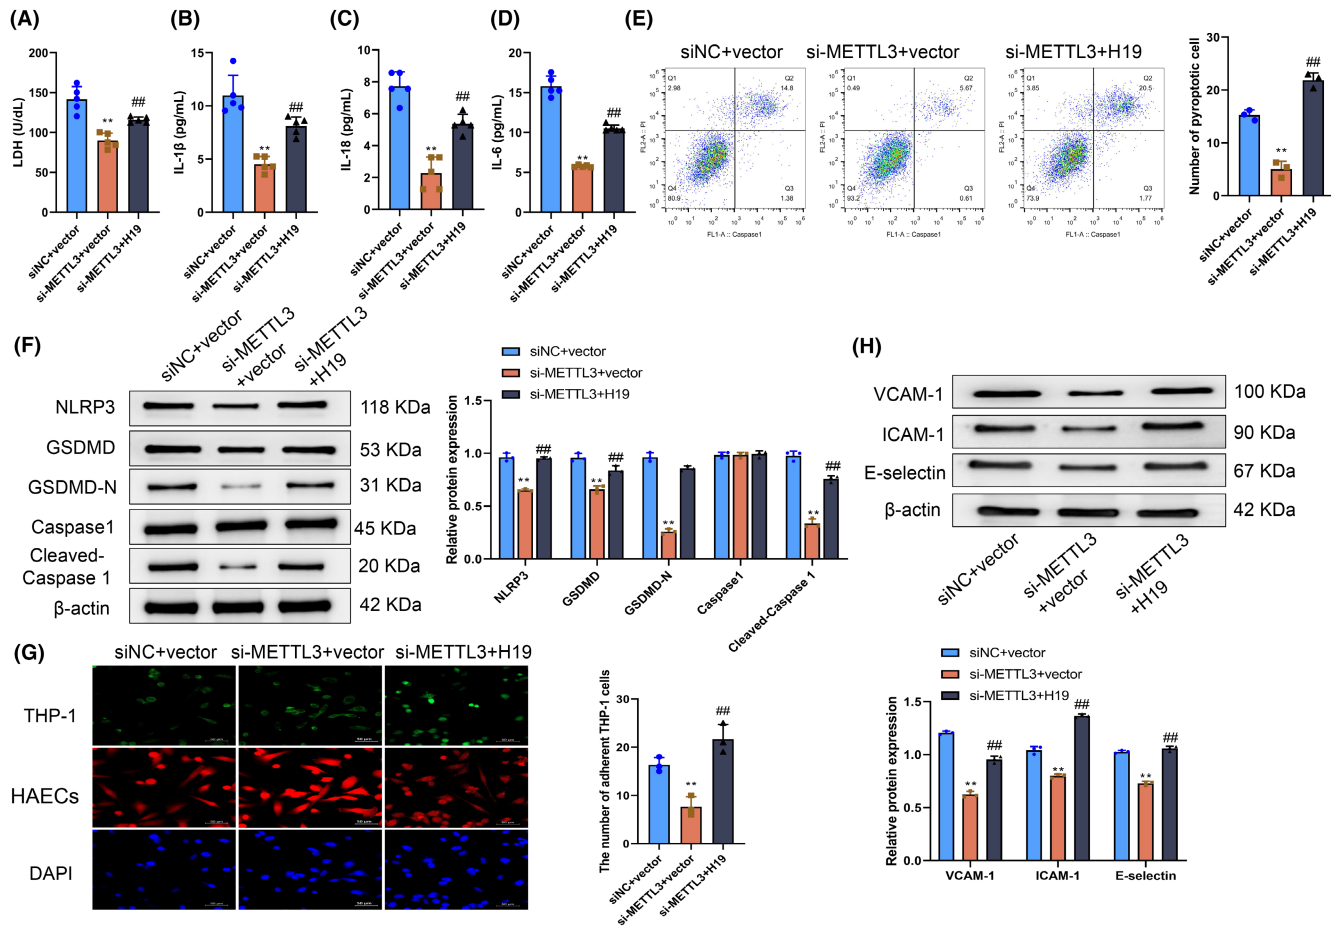 (A)
LDH (U/dL)
200
150
100
50
0
**
##
siNC+vector
si-METTL3+vector
si-METTL3+H19
(B)
IL-1β (pg/mL)
15
10
5
0
**
##
siNC+vector
si-METTL3+vector
si-METTL3+H19
(C)
IL-18 (pg/mL)
10
8
6
4
2
0
**
##
siNC+vector
si-METTL3+vector
si-METTL3+H19
(D)
IL-6 (pg/mL)
20
15
10
5
0
**
##
siNC+vector
si-METTL3+vector
si-METTL3+H19
(E)
siNC+vector
si-METTL3+vector
si-METTL3+H19
Q1
2.98
Q2
14.8
Q4
80.9
Q3
1.38
FL2-A :: PI
FL1-A :: Caspase1
Q1
0.49
Q2
5.67
Q4
93.2
Q3
0.61
FL2-A :: PI
FL1-A :: Caspase1
Q1
3.85
Q2
20.5
Q4
73.9
Q3
1.77
FL2-A :: PI
FL1-A :: Caspase1
Number of pyroptotic cell
30
20
10
0
**
##
siNC+vector
si-METTL3+vector
si-METTL3+H19
(F)
siNC+vector
si-METTL3
+vector
si-METTL3
+H19
NLRP3
118 KDa
GSDMD
53 KDa
GSDMD-N
31 KDa
Caspase1
45 KDa
Cleaved-
Caspase 1
20 KDa
β-actin
42 KDa
siNC+vector
si-METTL3+vector
si-METTL3+H19
Relative protein expression
1.5
1.0
0.5
0.0
**
##
**
##
**
**
##
NLRP3
GSDMD
GSDMD-N
Caspase1
Cleaved-Caspase 1
(H)
VCAM-1
100 KDa
ICAM-1
90 KDa
E-selectin
67 KDa
β-actin
42 KDa
siNC+vector
si-METTL3
+vector
si-METTL3
+H19
(G)
siNC+vector
si-METTL3+vector
si-METTL3+H19
THP-1
HAECs
DAPI
The number of adherent THP-1 cells
30
20
10
0
**
##
siNC+vector
si-METTL3+vector
si-METTL3+H19
siNC+vector
si-METTL3+vector
si-METTL3+H19
Relative protein expression
1.5
1.0
0.5
0.0
**
##
**
##
**
##
VCAM-1
ICAM-1
E-selectin